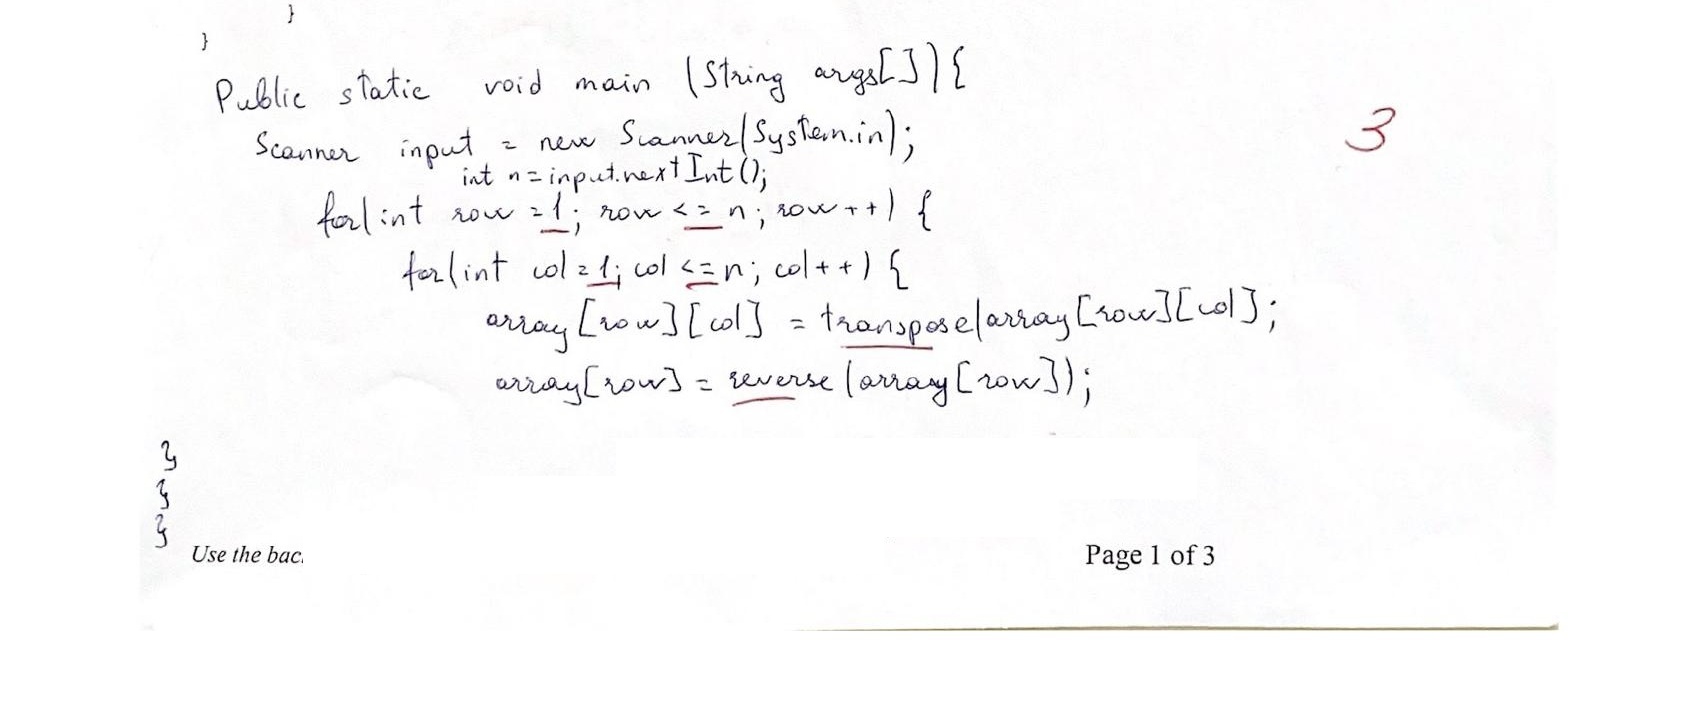 }
}
Public static void main (String args[]){
3
Scanner input = new Scanner(System.in);
int n=input.nextInt();
for(int row =1; row <= n; row++) {
for(int col=1; col <=n; col++) {
array[row][col] = transpose(array[row][col];
array[row] = reverse (array[row]);
}
}
}
Use the bac.
Page 1 of 3